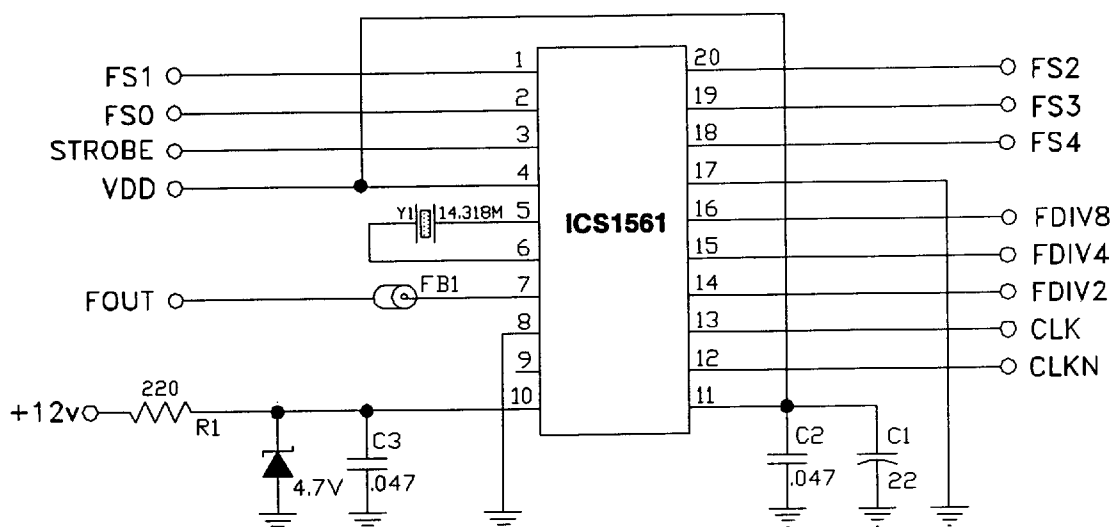 FS1 1 20 FS2
FS0 2 19 FS3
STROBE 3 18 FS4
VDD 4 17
Y1 14.318M 5 ICS1561 16 FDIV8
6 15 FDIV4
FOUT FB1 7 14 FDIV2
8 13 CLK
9 12 CLKN
+12v 220 R1 10 11
4.7V C3 .047 C2 .047 C1 22